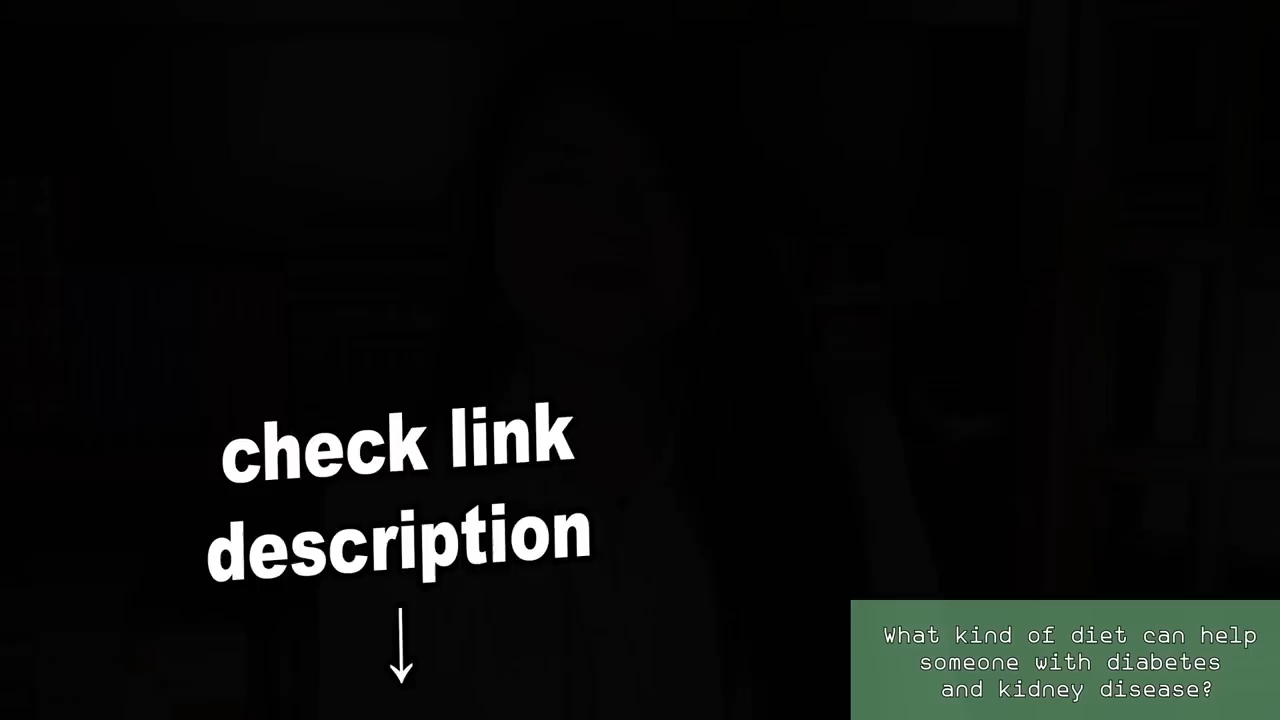 check link
description
What kind of diet can help
someone with diabetes
and kidney disease?